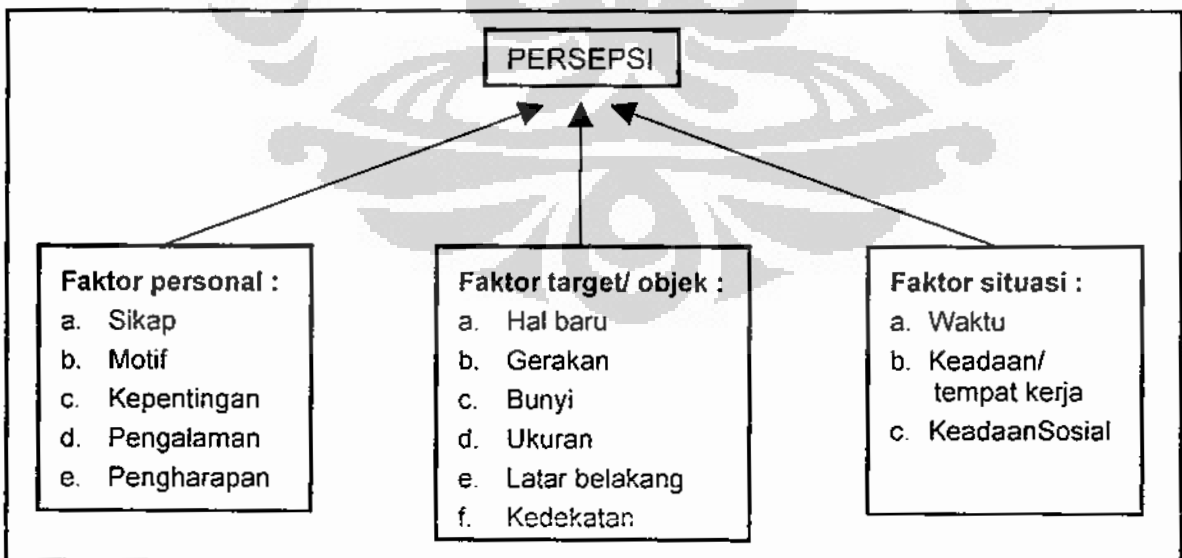 PERSEPSI
Faktor personal :
a. Sikap
b. Motif
c. Kepentingan
d. Pengalaman
e. Pengharapan
Faktor target/ objek :
a. Hal baru
b. Gerakan
c. Bunyi
d. Ukuran
e. Latar belakang
f. Kedekatan
Faktor situasi :
a. Waktu
b. Keadaan/
tempat kerja
c. KeadaanSosial